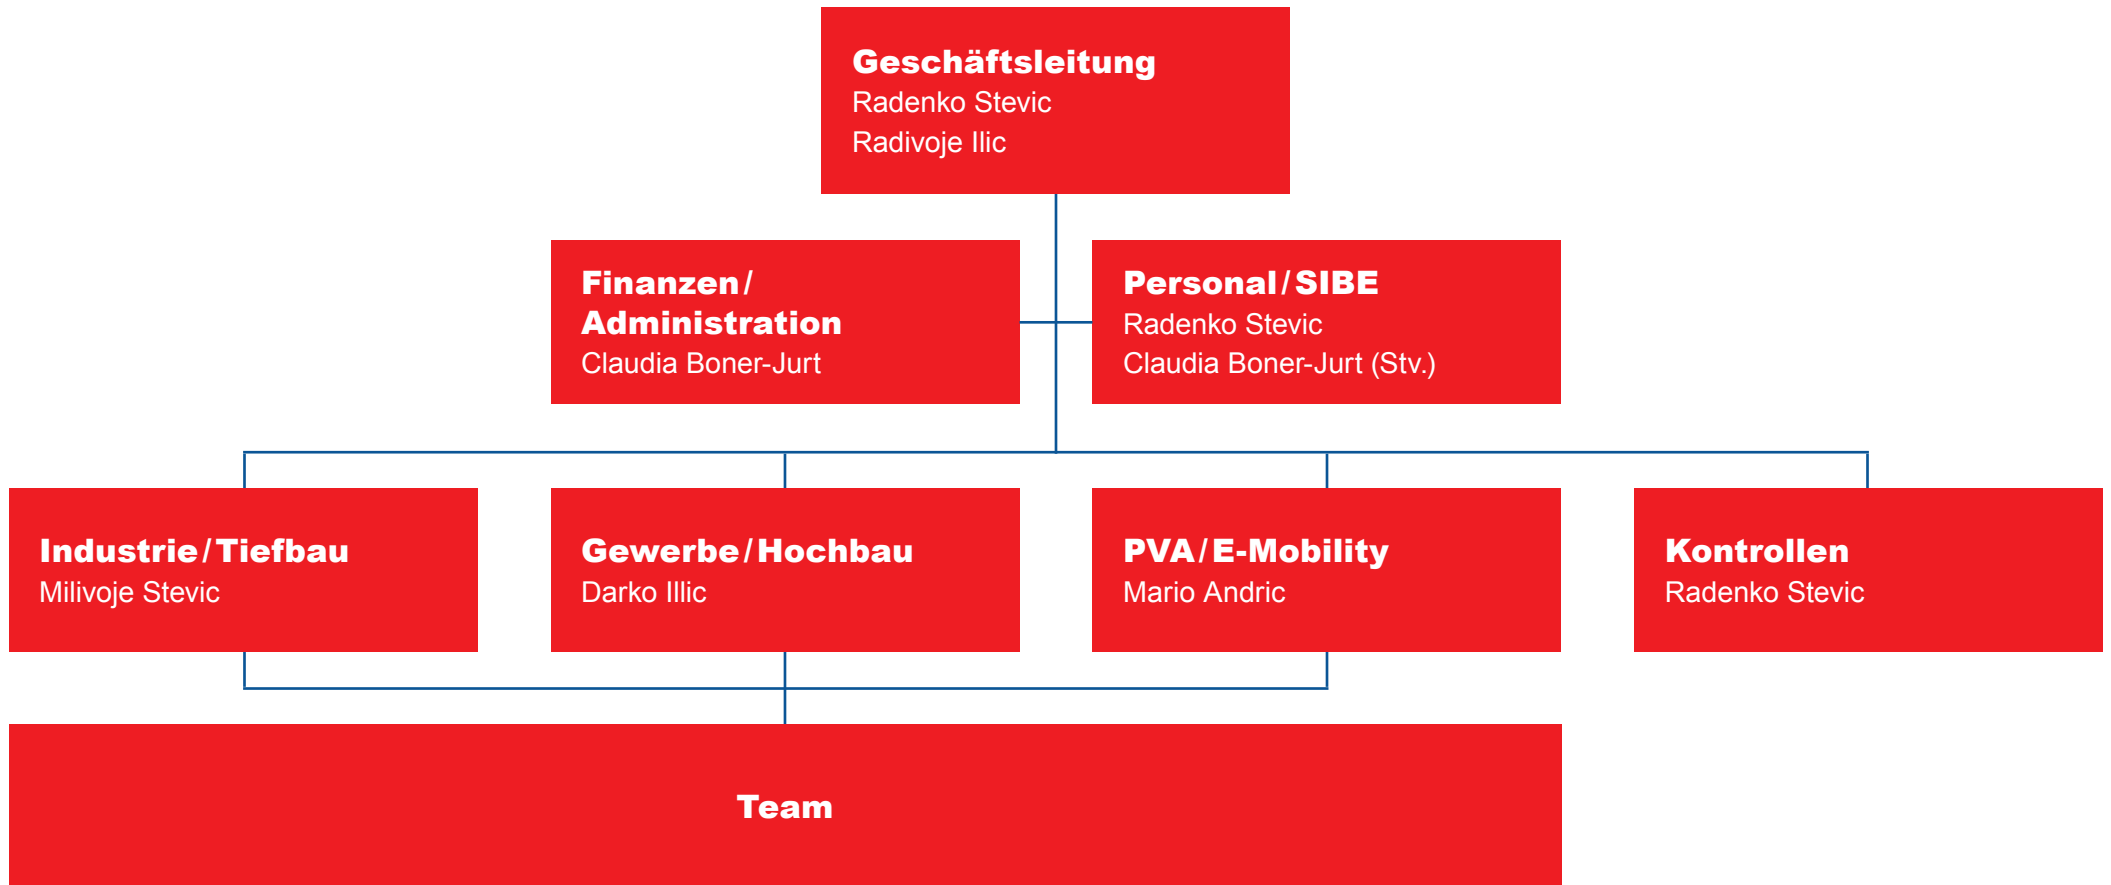 Geschäftsleitung
Radenko Stevic
Radivoje Ilic
Finanzen/
Administration
Claudia Boner-Jurt
Personal/SIBE
Radenko Stevic
Claudia Boner-Jurt (Stv.)
Industrie/Tiefbau
Milivoje Stevic
Gewerbe/Hochbau
Darko Illic
PVA/E-Mobility
Mario Andric
Kontrollen
Radenko Stevic
Team